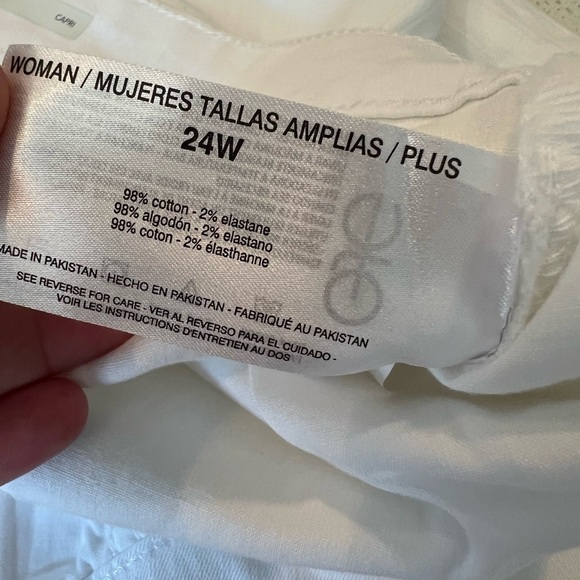 CAPRI
WOMAN / MUJERES TALLAS AMPLIAS / PLUS
24W
98% cotton - 2% elastane
98% algodón - 2% elastano
98% coton - 2% élasthanne
MADE IN PAKISTAN - HECHO EN PAKISTAN - FABRIQUÉ AU PAKISTAN
SEE REVERSE FOR CARE - VER AL REVERSO PARA EL CUIDADO -
VOIR LES INSTRUCTIONS D'ENTRETIEN AU DOS